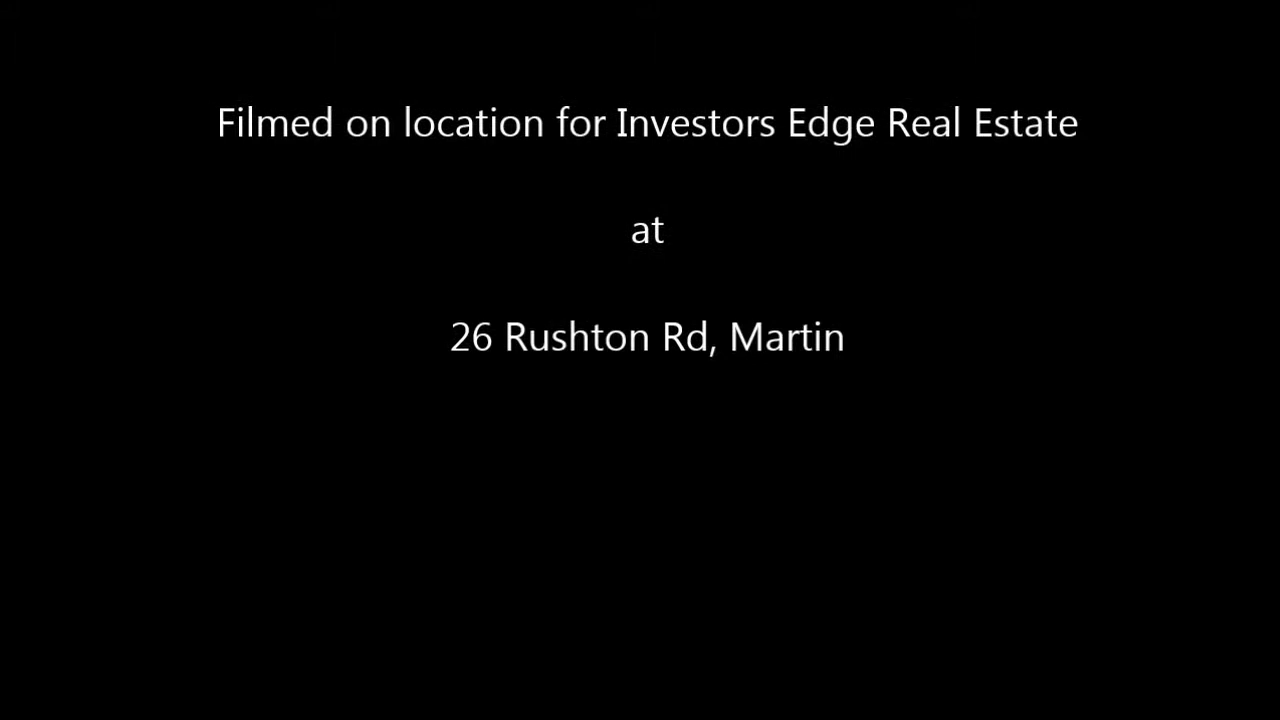 Filmed on location for Investors Edge Real Estate
at
26 Rushton Rd, Martin